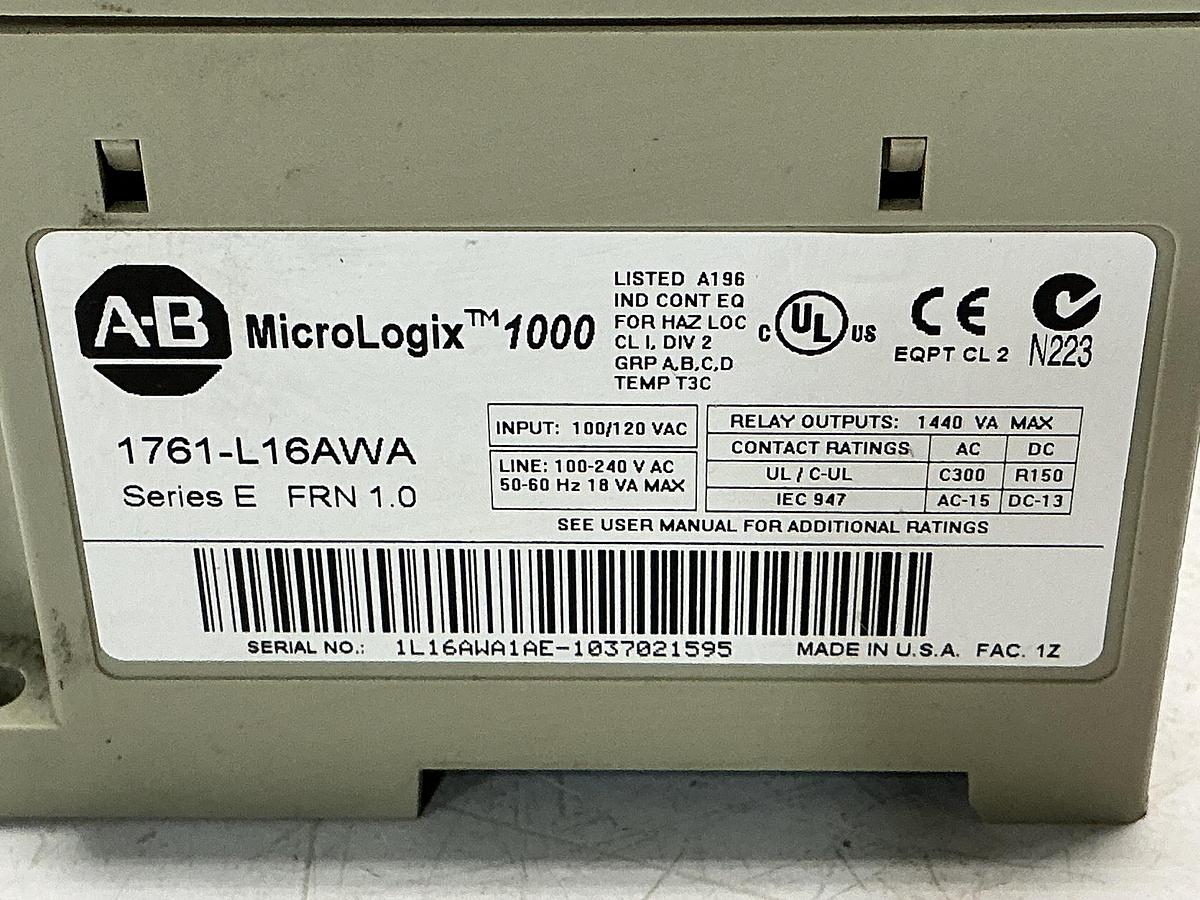 A-B
MicroLogix™ 1000
LISTED A196
IND CONT EQ
FOR HAZ LOC
CL I, DIV 2
GRP A,B,C,D
TEMP T3C
C UL US
CE
EQPT CL 2
N223
1761-L16AWA
Series E FRN 1.0
INPUT: 100/120 VAC
LINE: 100-240 V AC
50-60 Hz 18 VA MAX
RELAY OUTPUTS: 1440 VA MAX
CONTACT RATINGS AC DC
UL / C-UL C300 R150
IEC 947 AC-15 DC-13
SEE USER MANUAL FOR ADDITIONAL RATINGS
SERIAL NO.: 1L16AWA1AE-1037021595 MADE IN U.S.A. FAC. 1Z